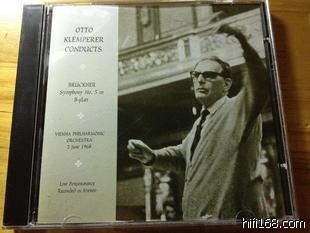 OTTO
KLEMPERER
CONDUCTS
BRUCKNER
Symphony No. 5 in
B-flat
VIENNA PHILHARMONIC
ORCHESTRA
2 June 1968
Live Performance
Recorded in Stereo
hifi168.com